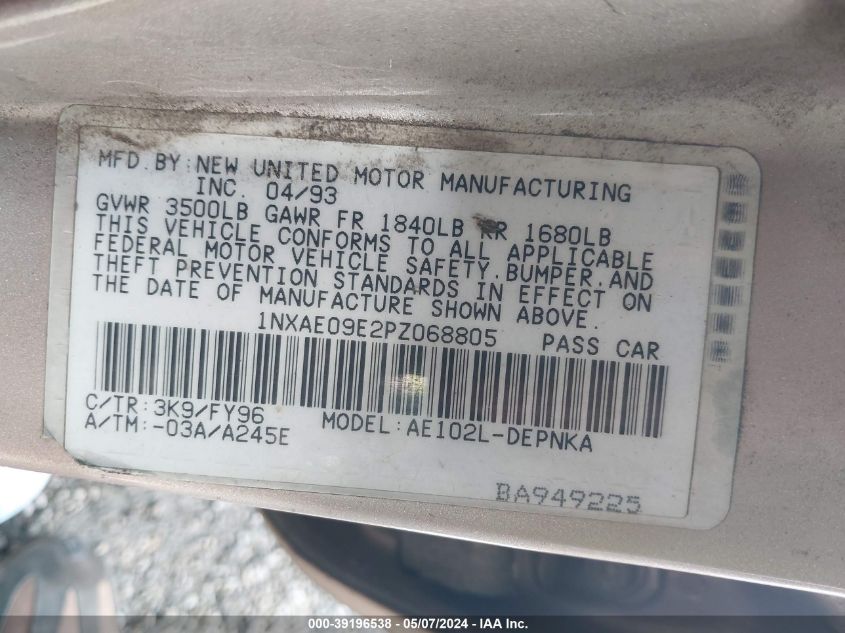 MFD.BY:NEW UNITED MOTOR MANUFACTURING
INC. 04/93
GVWR 3500LB GAWR FR 1840LB RR 1680LB
THIS VEHICLE CONFORMS TO ALL APPLICABLE
FEDERAL MOTOR VEHICLE SAFETY,BUMPER,AND
THEFT PREVENTION STANDARDS IN EFFECT ON
THE DATE OF MANUFACTURE SHOWN ABOVE.
1NXAE09E2PZ068805 PASS CAR
C/TR:3K9/FY96 MODEL:AE102L-DEPNKA
A/TM:-03A/A245E
BA949225
000-39196538 - 05/07/2024 - IAA Inc.